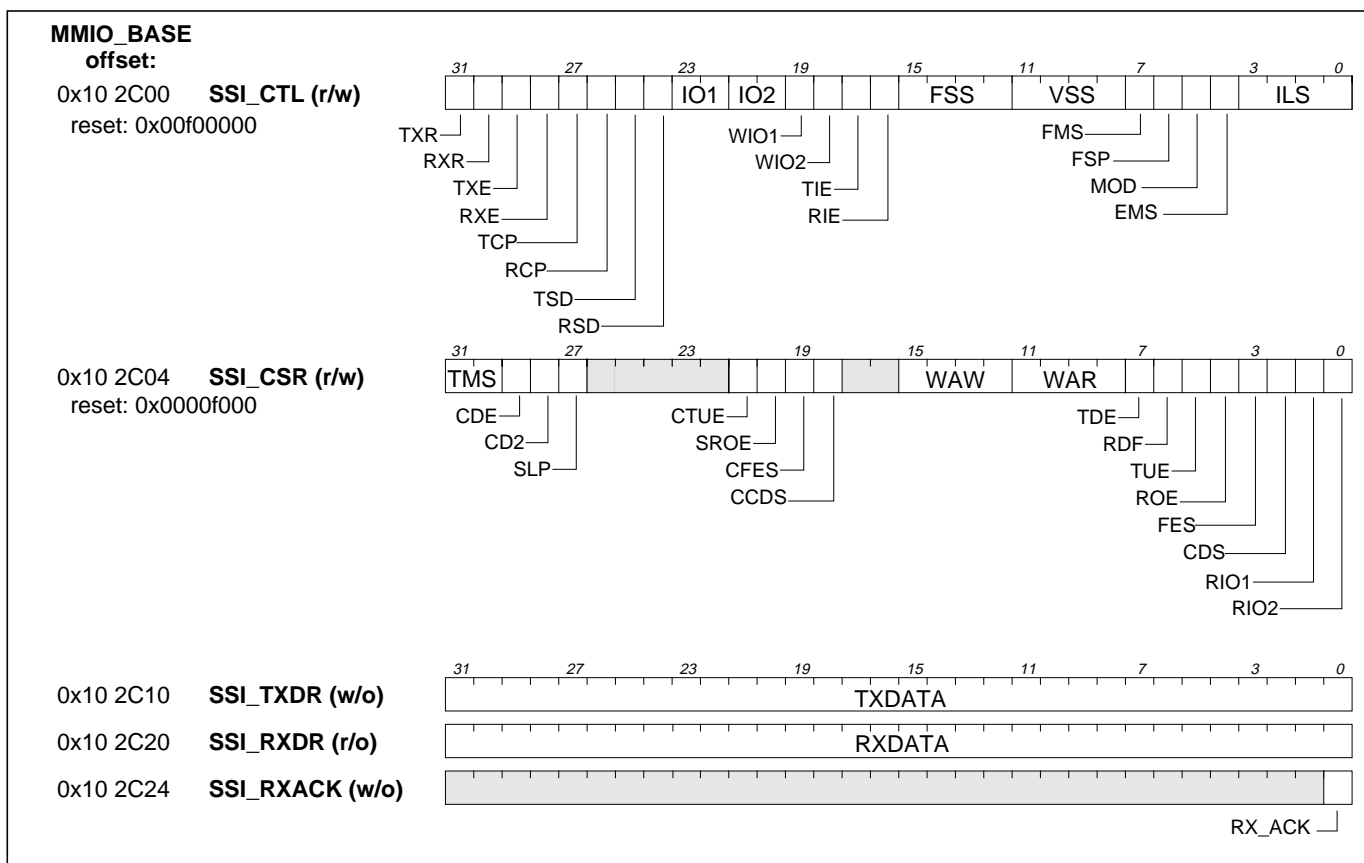 MMIO_BASE
offset:
31 27 23 19 15 11 7 3 0
0x10 2C00 SSI_CTL (r/w) IO1 IO2 FSS VSS ILS
reset: 0x00f00000
TXR WIO1 FMS
RXR WIO2 FSP
TXE TIE MOD
RXE RIE EMS
TCP
RCP
TSD
RSD
31 27 23 19 15 11 7 3 0
0x10 2C04 SSI_CSR (r/w) TMS WAW WAR
reset: 0x0000f000
CDE CTUE TDE
CD2 SROE RDF
SLP CFES TUE
CCDS ROE
FES
CDS
RIO1
RIO2
31 27 23 19 15 11 7 3 0
0x10 2C10 SSI_TXDR (w/o) TXDATA
0x10 2C20 SSI_RXDR (r/o) RXDATA
0x10 2C24 SSI_RXACK (w/o)
RX_ACK